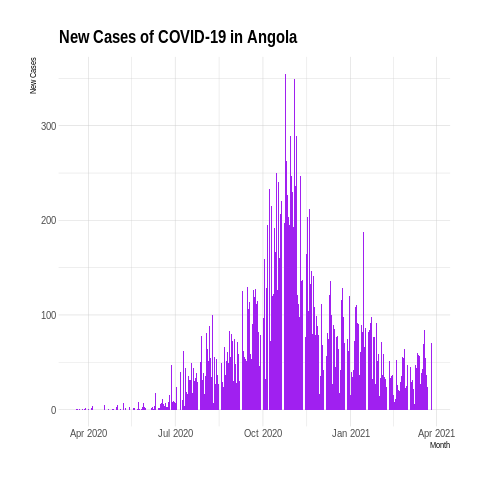 New Cases of COVID-19 in Angola
New Cases
300
200
100
0
Apr 2020
Jul 2020
Oct 2020
Jan 2021
Apr 2021
Month